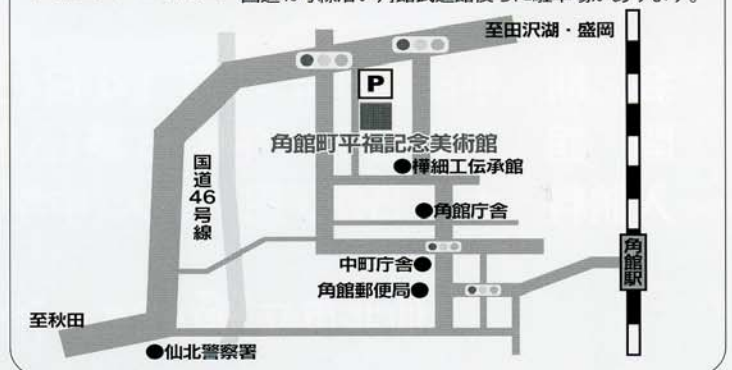 至田沢湖・盛岡
P
角館町平福記念美術館
樺細工伝承館
国道46号線
角館庁舎
角館駅
中町庁舎
角館郵便局
至秋田
仙北警察署